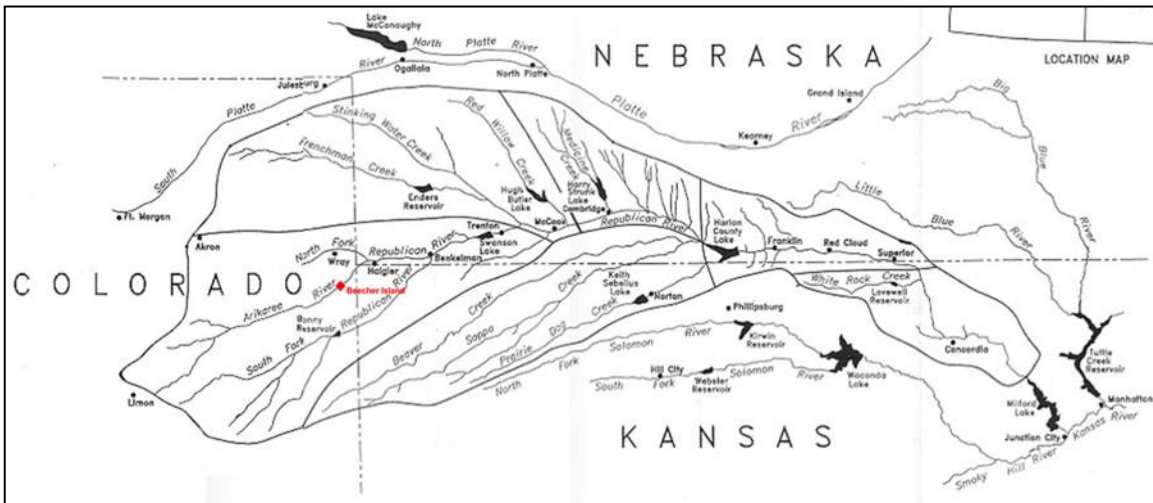 Lake
McConaughy
North Platte River
NEBRASKA
LOCATION MAP
Ogallala
North Platte
Julesburg
South Platte River
Platte River
Grand Island
Kearney
Big Blue River
Little Blue River
Stinking Water Creek
Frenchman Creek
Red Willow Creek
Medicine Creek
Enders
Reservoir
Hugh
Butler
Lake
Harry
Strunk
Lake
Cambridge
Ft. Morgan
Akron
McCook
Republican River
Trenton
Swanson
Lake
Harlan
County
Lake
Franklin
Red Cloud
Superior
North Fork Republican River
Benkelman
Wray
Haigler
COLORADO
Beecher Island
Arikaree River
Bonny
Reservoir
South Fork Republican River
Keith
Sebelius
Lake
Norton
White Rock Creek
Lovewell
Reservoir
Beaver Creek
Sappa Creek
Prairie Dog Creek
Phillipsburg
Kirwin
Reservoir
North Fork Solomon River
Hill City
South Fork Solomon River
Webster
Reservoir
Waconda
Lake
Concordia
Tuttle
Creek
Reservoir
Limon
Milford
Lake
Manhattan
KANSAS
Junction City
Kansas River
Smoky Hill River